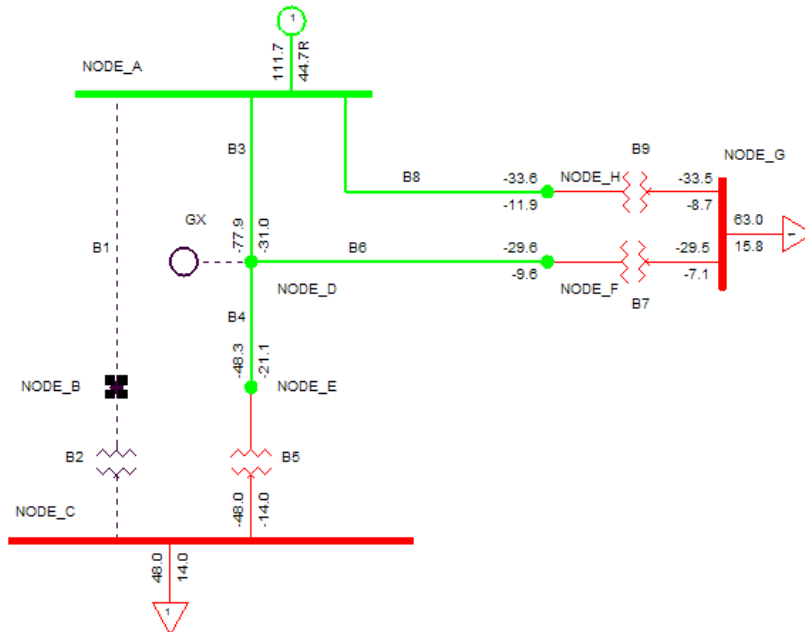 1
111.7
44.7R
NODE_A
B9
B3
NODE_G
B8
-33.6
NODE_H
-33.5
-11.9
-8.7
GX
63.0
1
15.8
-77.9
-31.0
B1
B6
-29.6
-29.5
-9.6
-7.1
NODE_D
NODE_F
B7
B4
-48.3
-21.1
NODE_B
NODE_E
B2
B5
-48.0
-14.0
NODE_C
48.0
14.0
1